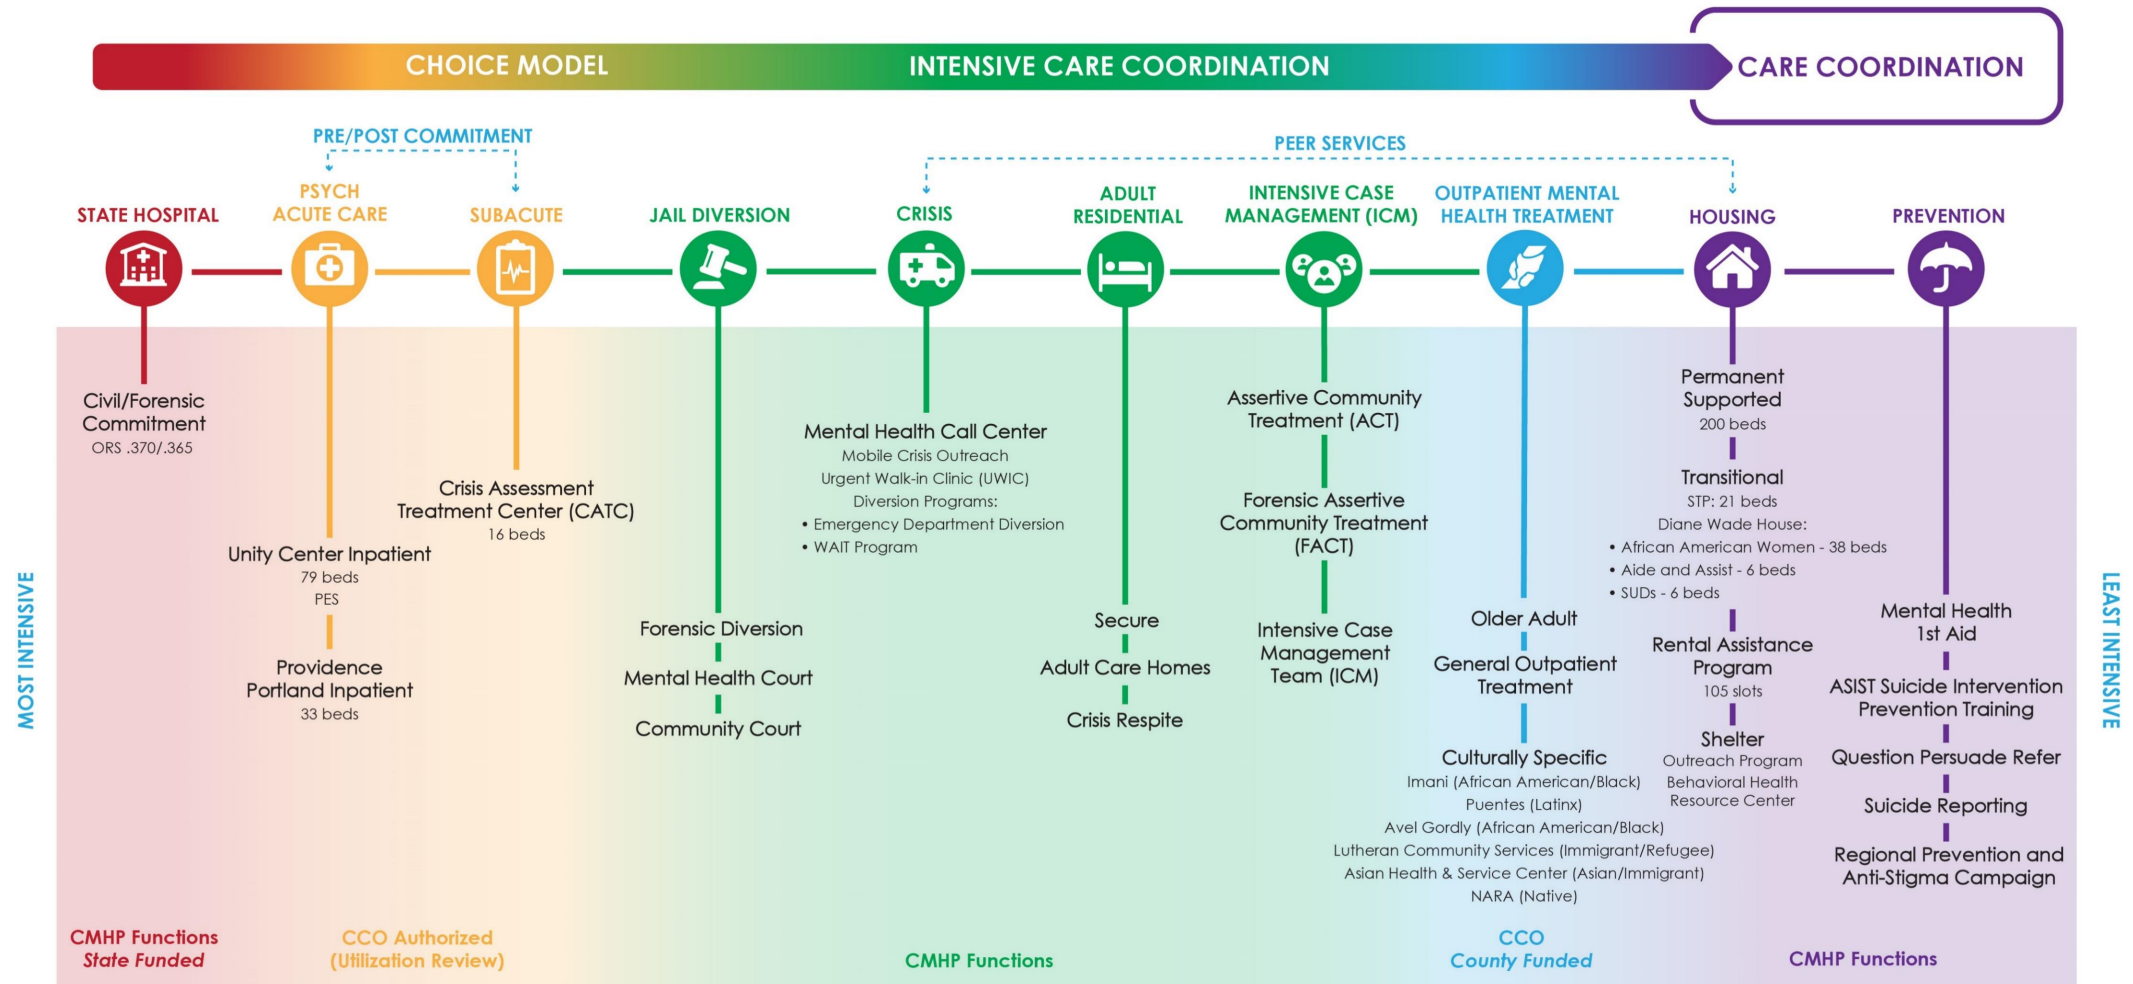 CHOICE MODEL
INTENSIVE CARE COORDINATION
CARE COORDINATION
PRE/POST COMMITMENT
PEER SERVICES
STATE HOSPITAL
PSYCH
ACUTE CARE
SUBACUTE
JAIL DIVERSION
CRISIS
ADULT
RESIDENTIAL
INTENSIVE CASE
MANAGEMENT (ICM)
OUTPATIENT MENTAL
HEALTH TREATMENT
HOUSING
PREVENTION
MOST INTENSIVE
Civil/Forensic
Commitment
ORS .370/.365
Unity Center Inpatient
79 beds
PES
Providence
Portland Inpatient
33 beds
Crisis Assessment
Treatment Center (CATC)
16 beds
Forensic Diversion
Mental Health Court
Community Court
Mental Health Call Center
Mobile Crisis Outreach
Urgent Walk-in Clinic (UWIC)
Diversion Programs:
• Emergency Department Diversion
• WAIT Program
Secure
Adult Care Homes
Crisis Respite
Assertive Community
Treatment (ACT)
Forensic Assertive
Community Treatment
(FACT)
Intensive Case
Management
Team (ICM)
Older Adult
General Outpatient
Treatment
Culturally Specific
Imani (African American/Black)
Puentes (Latinx)
Avel Gordly (African American/Black)
Lutheran Community Services (Immigrant/Refugee)
Asian Health & Service Center (Asian/Immigrant)
NARA (Native)
Permanent
Supported
200 beds
Transitional
STP: 21 beds
Diane Wade House:
• African American Women - 38 beds
• Aide and Assist - 6 beds
• SUDs - 6 beds
Rental Assistance
Program
105 slots
Shelter
Outreach Program
Behavioral Health
Resource Center
Mental Health
1st Aid
ASIST Suicide Intervention
Prevention Training
Question Persuade Refer
Suicide Reporting
Regional Prevention and
Anti-Stigma Campaign
LEAST INTENSIVE
CMHP Functions
State Funded
CCO Authorized
(Utilization Review)
CMHP Functions
CCO
County Funded
CMHP Functions